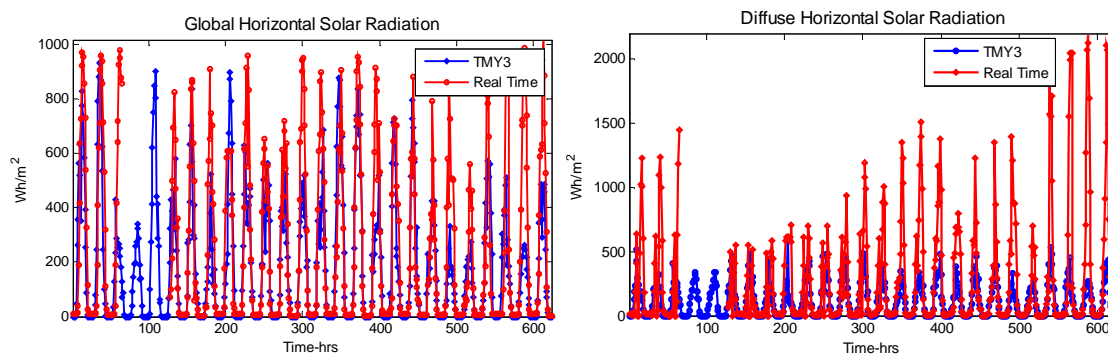 Global Horizontal Solar Radiation
1000
800
600
400
200
0
Wh/m²
100
200
300
400
500
600
Time-hrs
TMY3
Real Time
Diffuse Horizontal Solar Radiation
2000
1500
1000
500
0
Wh/m²
100
200
300
400
500
600
Time-hrs
TMY3
Real Time